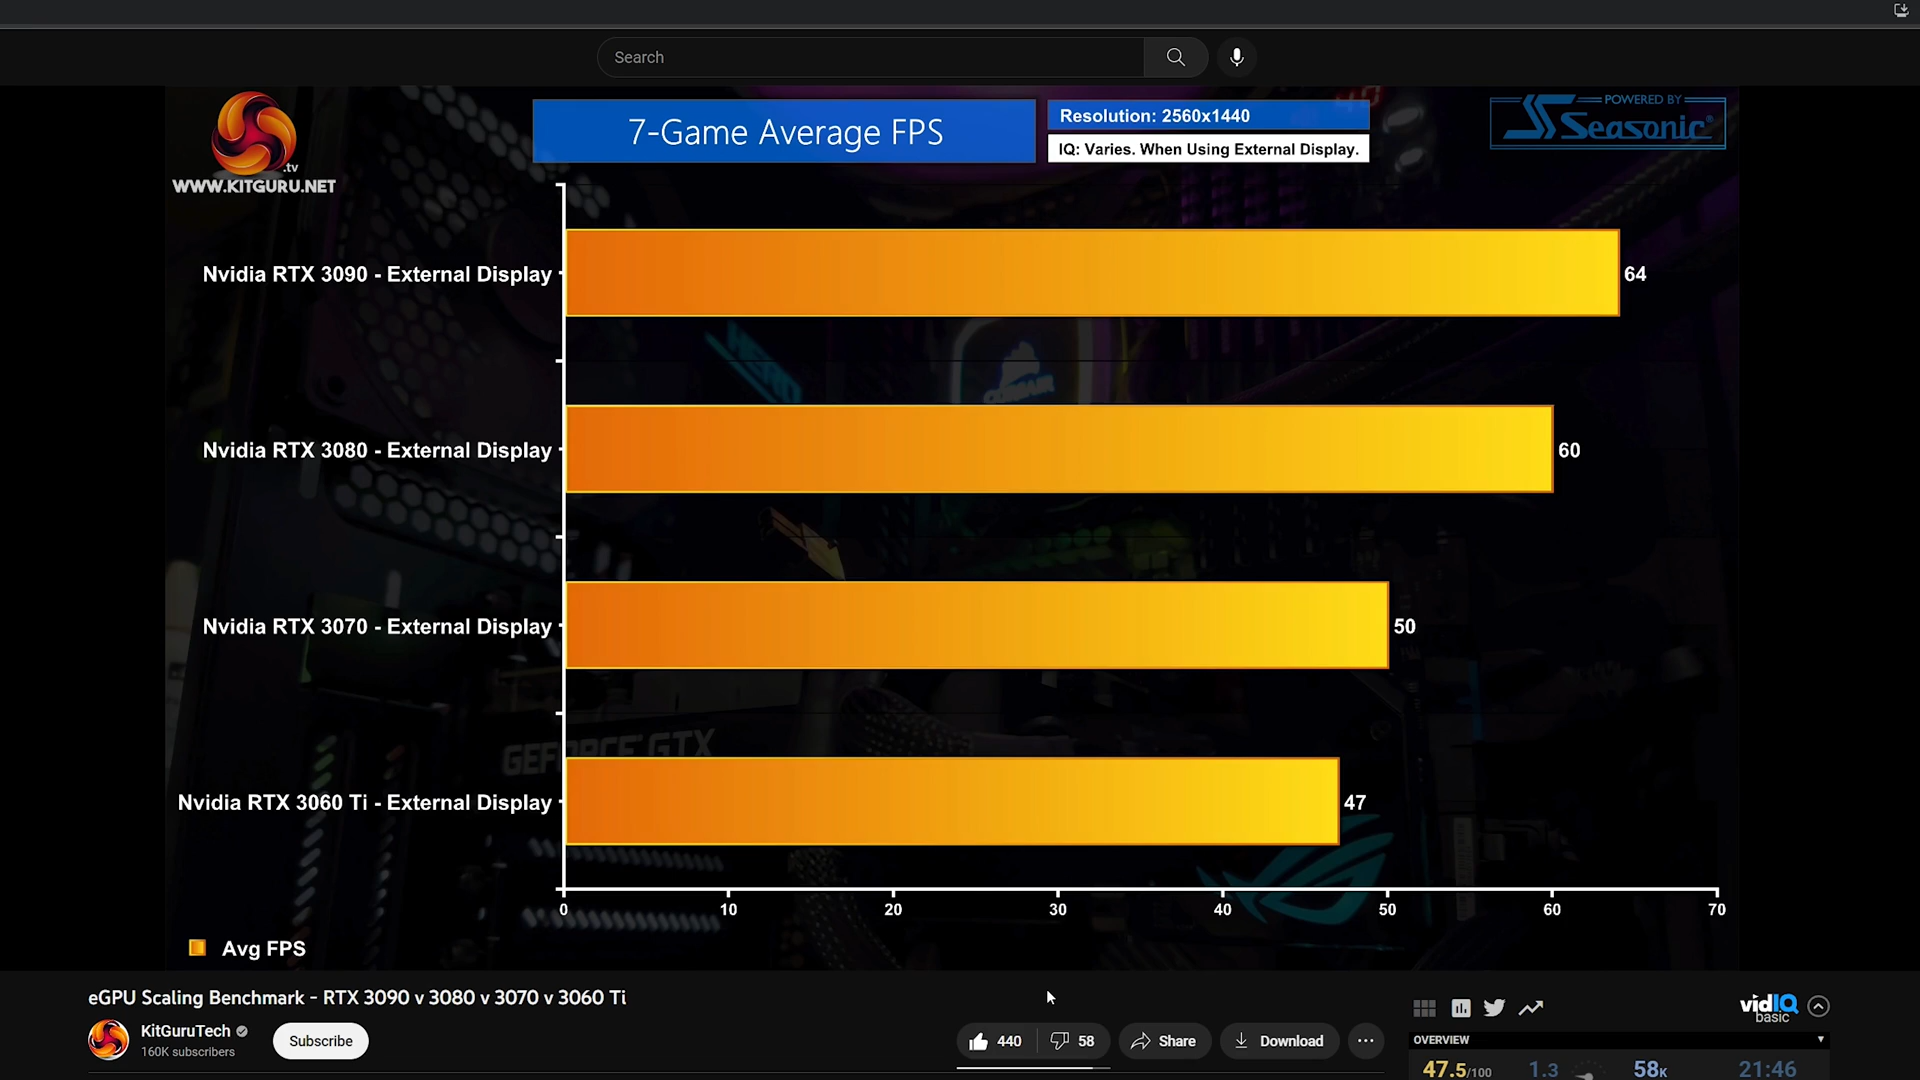 Search
.tv
WWW.KITGURU.NET
7-Game Average FPS
Resolution: 2560x1440
IQ: Varies. When Using External Display.
POWERED BY
Seasonic®
Nvidia RTX 3090 - External Display
64
Nvidia RTX 3080 - External Display
60
CORSAIR
Nvidia RTX 3070 - External Display
50
GEFORCE GTX
Nvidia RTX 3060 Ti - External Display
47
0 10 20 30 40 50 60 70
Avg FPS
eGPU Scaling Benchmark - RTX 3090 v 3080 v 3070 v 3060 Ti
KitGuruTech
160K subscribers
Subscribe
440
58
Share
Download
vidIQ
basic
OVERVIEW
47.5/100 1.3 58K 21:46